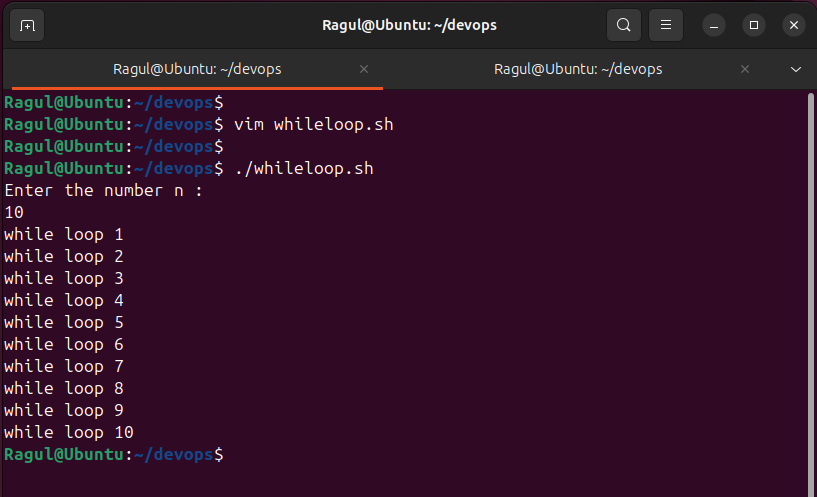 Ragul@Ubuntu: ~/devops
Ragul@Ubuntu: ~/devops
Ragul@Ubuntu: ~/devops
Ragul@Ubuntu:~/devops$
Ragul@Ubuntu:~/devops$ vim whileloop.sh
Ragul@Ubuntu:~/devops$
Ragul@Ubuntu:~/devops$ ./whileloop.sh
Enter the number n :
10
while loop 1
while loop 2
while loop 3
while loop 4
while loop 5
while loop 6
while loop 7
while loop 8
while loop 9
while loop 10
Ragul@Ubuntu:~/devops$